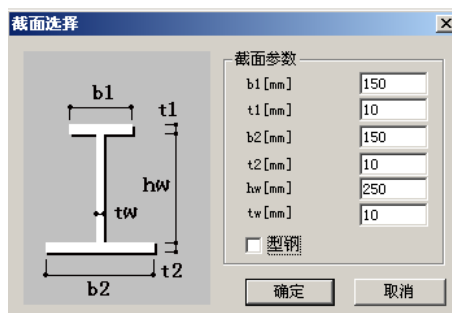 截面选择
b1
t1
hw
tw
t2
b2
截面参数
b1[mm] 150
t1[mm] 10
b2[mm] 150
t2[mm] 10
hw[mm] 250
tw[mm] 10
型钢
确定 取消